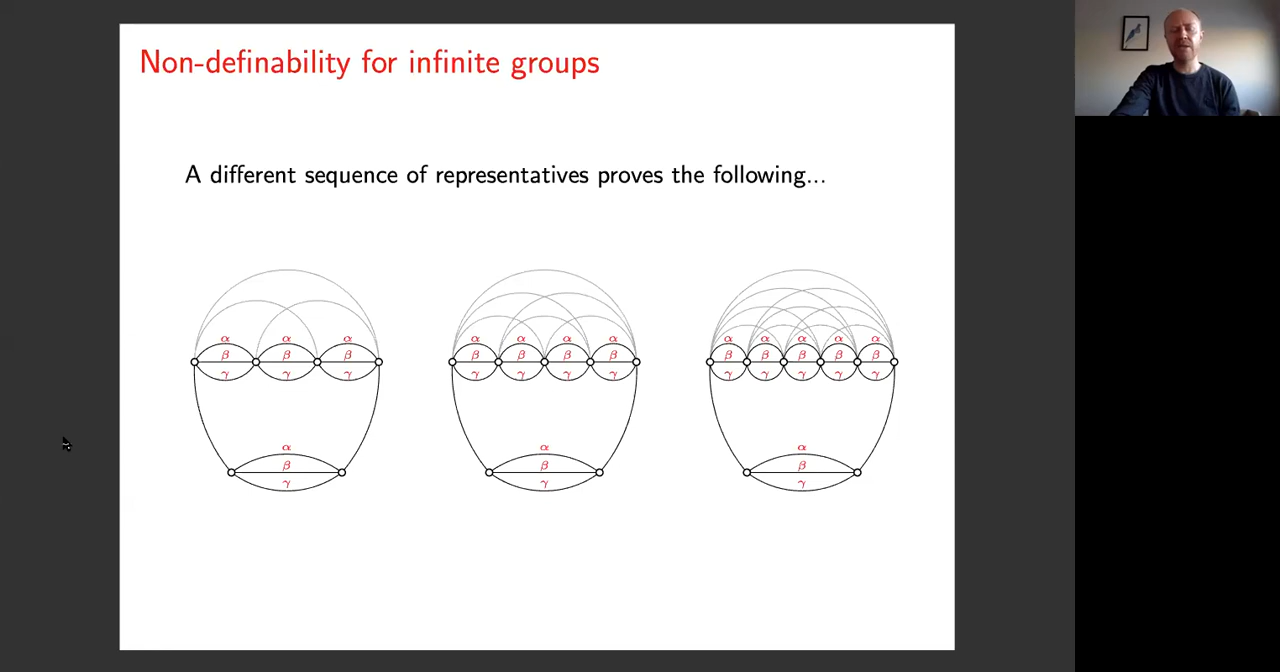 Non-definability for infinite groups
A different sequence of representatives proves the following...
α α α α α α α α α α α α
β β β β β β β β β β β β
γ γ γ γ γ γ γ γ γ γ γ γ
α α α
β β β
γ γ γ